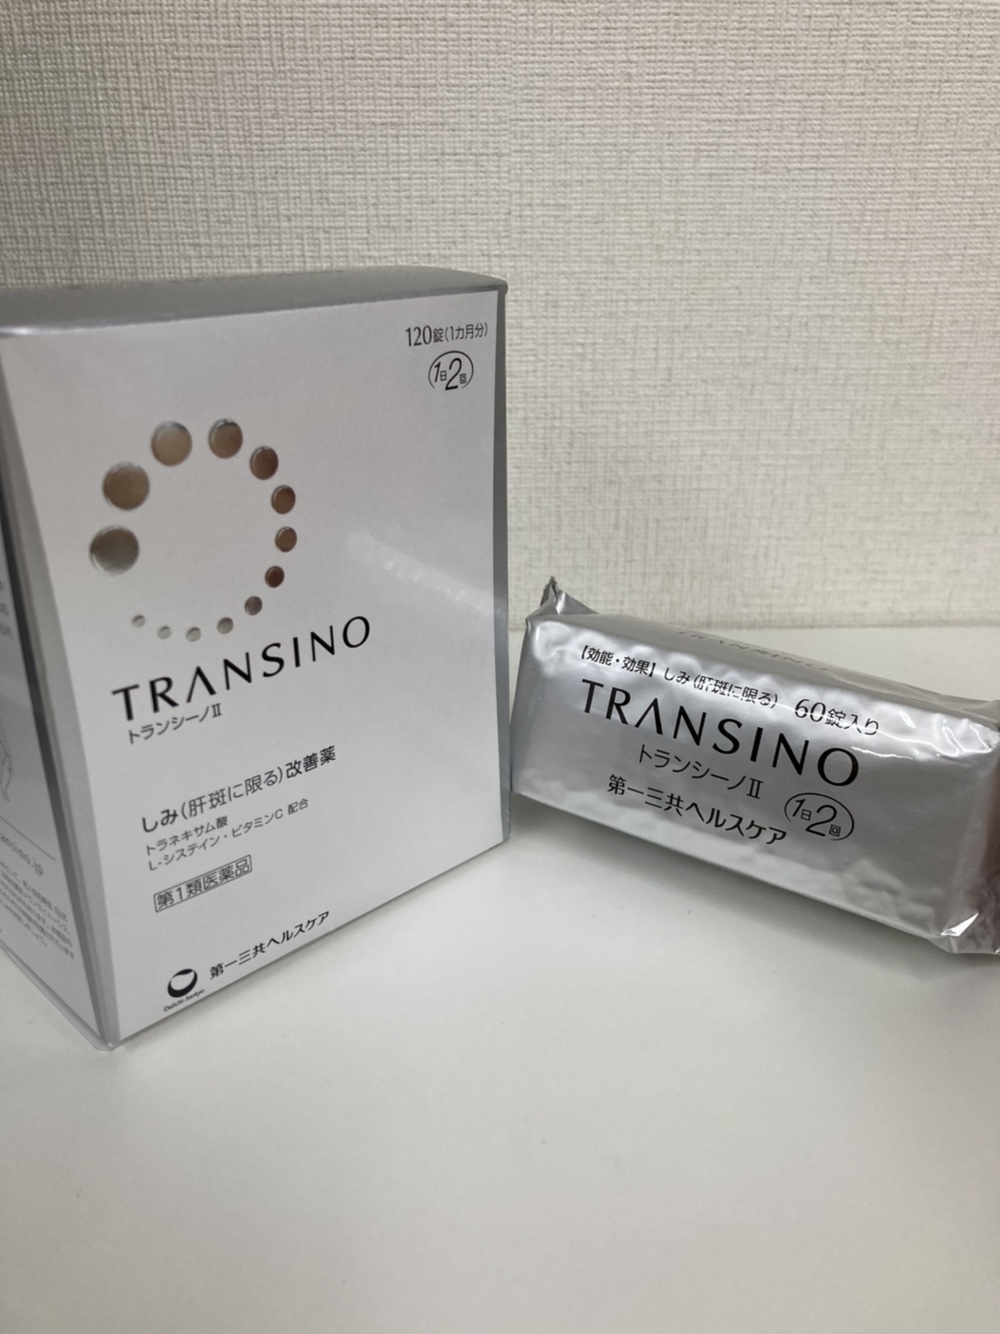 120錠(1カ月分)
1日2回
TRANSINO
トランシーノⅡ
しみ(肝斑に限る)改善薬
トラネキサム酸
L-システイン・ビタミンC 配合
第1類医薬品
第一三共ヘルスケア
Daiichi-Sankyo
TRANSINO
【効能・効果】しみ(肝斑に限る) 60錠入り
TRANSINO
トランシーノⅡ
1日2回
第一三共ヘルスケア